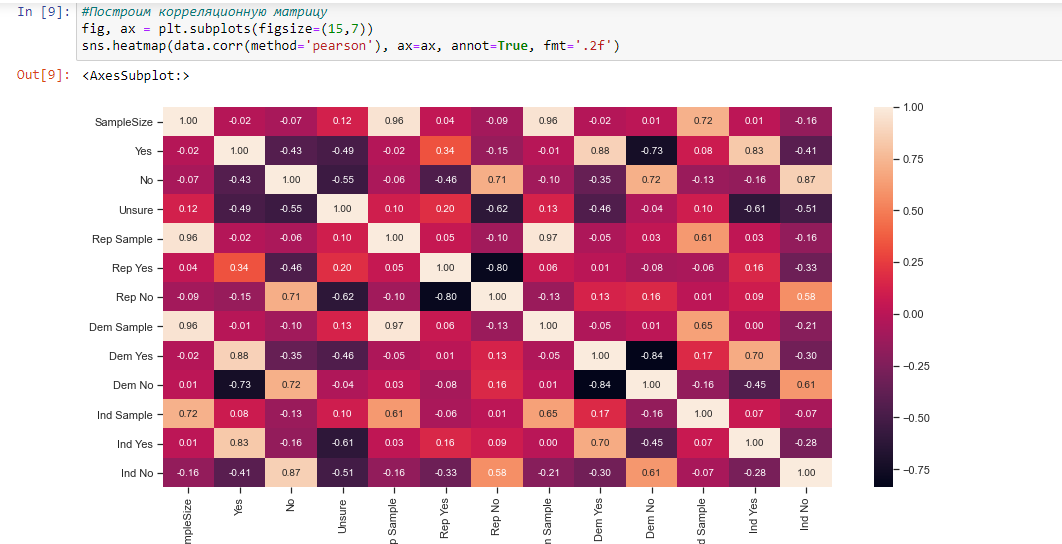 In [9]: #Построим корреляционную матрицу
fig, ax = plt.subplots(figsize=(15,7))
sns.heatmap(data.corr(method='pearson'), ax=ax, annot=True, fmt='.2f')
Out[9]: <AxesSubplot:>
SampleSize 1.00 -0.02 -0.07 0.12 0.96 0.04 -0.09 0.96 -0.02 0.01 0.72 0.01 -0.16
Yes -0.02 1.00 -0.43 -0.49 -0.02 0.34 -0.15 -0.01 0.88 -0.73 0.08 0.83 -0.41
No -0.07 -0.43 1.00 -0.55 -0.06 -0.46 0.71 -0.10 -0.35 0.72 -0.13 -0.16 0.87
Unsure 0.12 -0.49 -0.55 1.00 0.10 0.20 -0.62 0.13 -0.46 -0.04 0.10 -0.61 -0.51
Rep Sample 0.96 -0.02 -0.06 0.10 1.00 0.05 -0.10 0.97 -0.05 0.03 0.61 0.03 -0.16
Rep Yes 0.04 0.34 -0.46 0.20 0.05 1.00 -0.80 0.06 0.01 -0.08 -0.06 0.16 -0.33
Rep No -0.09 -0.15 0.71 -0.62 -0.10 -0.80 1.00 -0.13 0.13 0.16 0.01 0.09 0.58
Dem Sample 0.96 -0.01 -0.10 0.13 0.97 0.06 -0.13 1.00 -0.05 0.01 0.65 0.00 -0.21
Dem Yes -0.02 0.88 -0.35 -0.46 -0.05 0.01 0.13 -0.05 1.00 -0.84 0.17 0.70 -0.30
Dem No 0.01 -0.73 0.72 -0.04 0.03 -0.08 0.16 0.01 -0.84 1.00 -0.16 -0.45 0.61
Ind Sample 0.72 0.08 -0.13 0.10 0.61 -0.06 0.01 0.65 0.17 -0.16 1.00 0.07 -0.07
Ind Yes 0.01 0.83 -0.16 -0.61 0.03 0.16 0.09 0.00 0.70 -0.45 0.07 1.00 -0.28
Ind No -0.16 -0.41 0.87 -0.51 -0.16 -0.33 0.58 -0.21 -0.30 0.61 -0.07 -0.28 1.00
mpleSize
Yes
No
Unsure
p Sample
Rep Yes
Rep No
n Sample
Dem Yes
Dem No
d Sample
Ind Yes
Ind No
1.00
0.75
0.50
0.25
0.00
−0.25
−0.50
−0.75